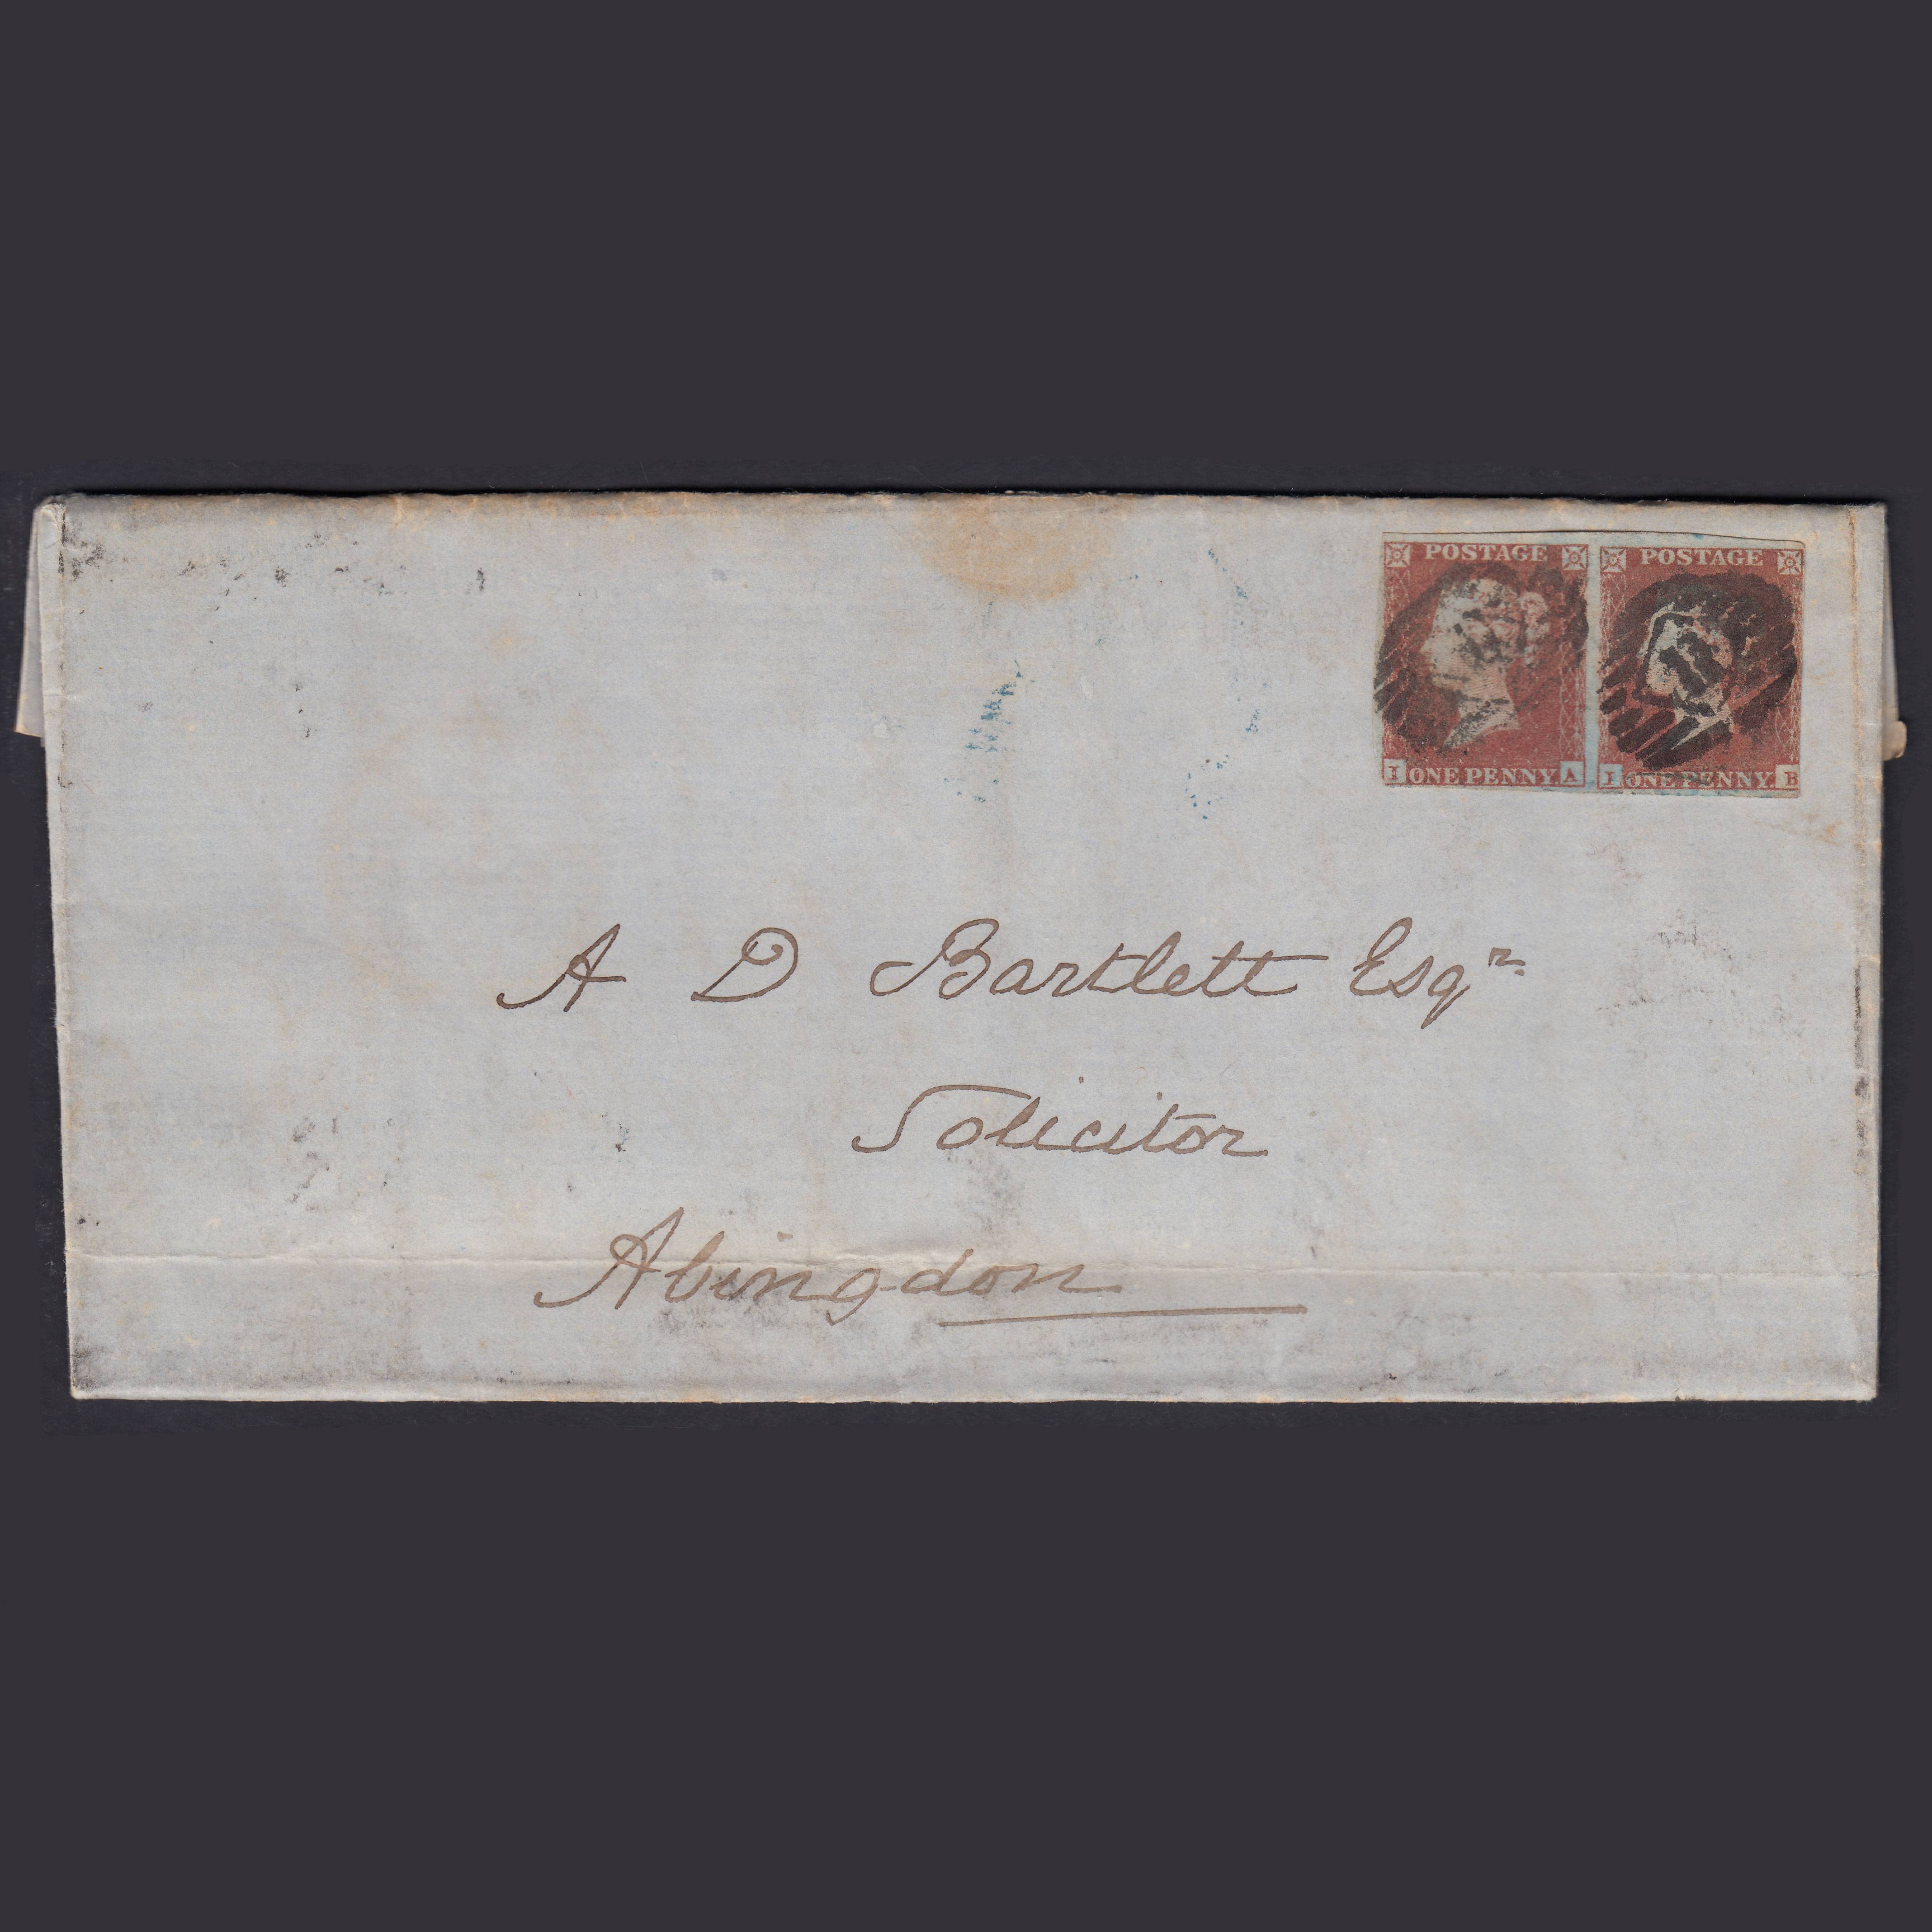 POSTAGE POSTAGE
I ONE PENNY. A I ONE PENNY. B
A D Bartlett Esqr.
Solicitor
Abingdon